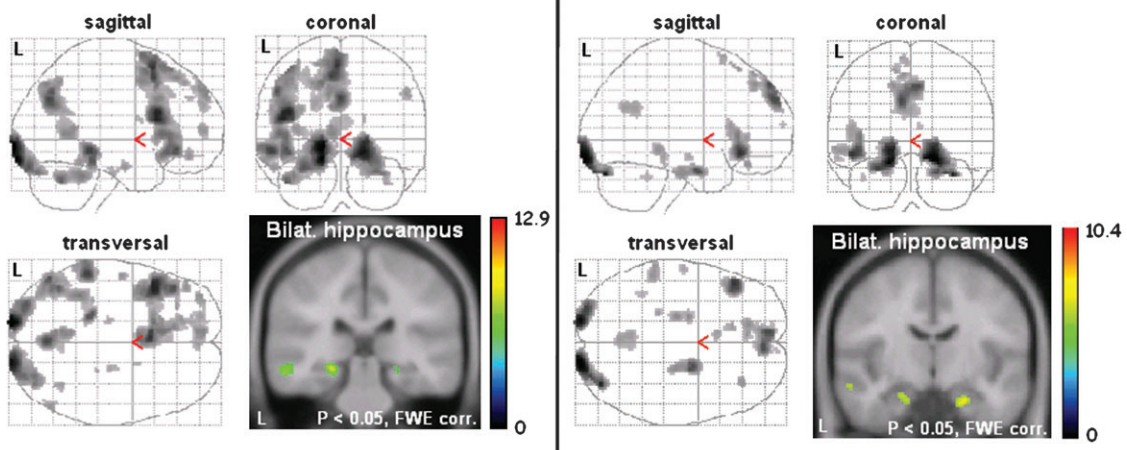 sagittal
coronal
L
transversal
L
Bilat. hippocampus
12.9
0
L
P < 0.05, FWE corr.
sagittal
coronal
L
transversal
L
Bilat. hippocampus
10.4
0
L
P < 0.05, FWE corr.